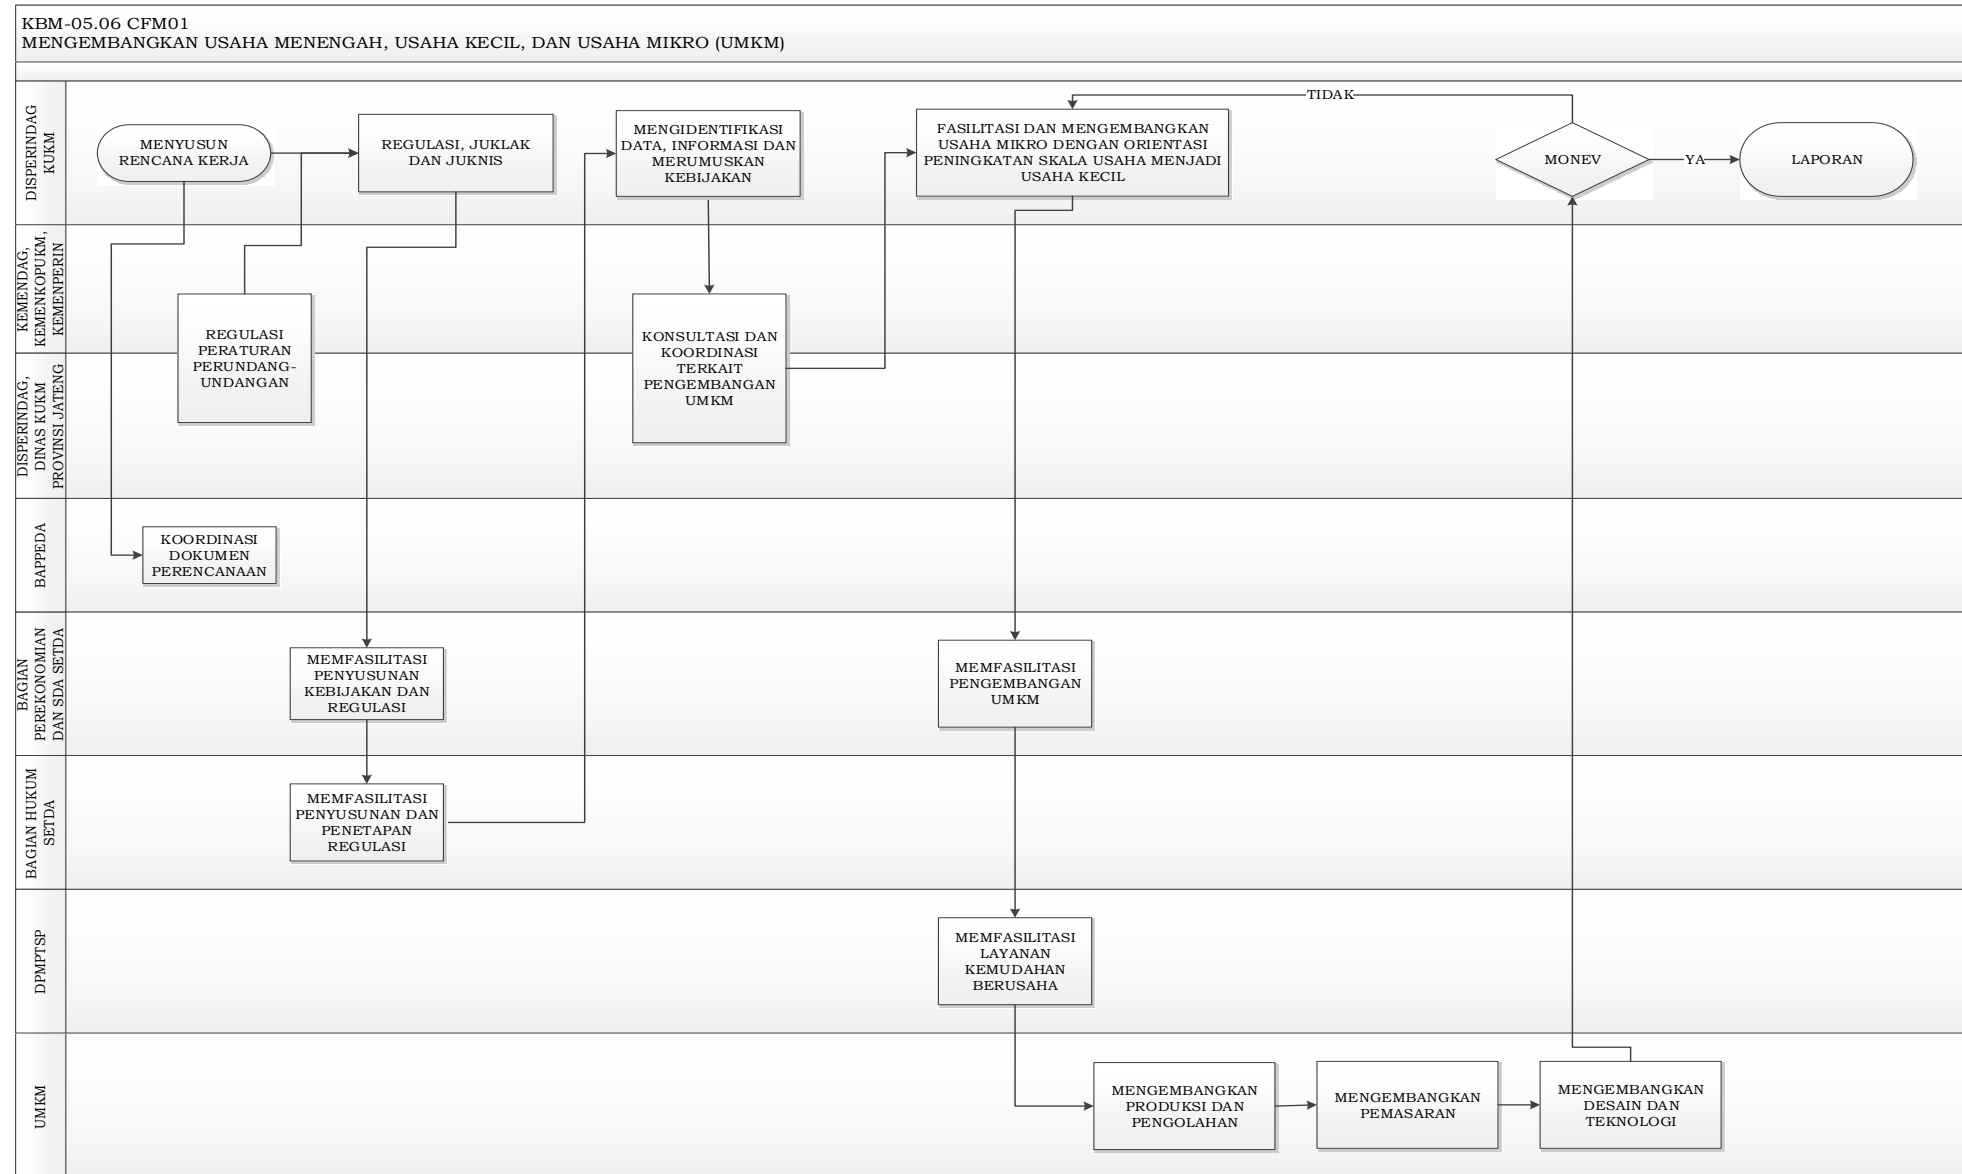 KBM-05.06 CFM01
MENGEMBANGKAN USAHA MENENGAH, USAHA KECIL, DAN USAHA MIKRO (UMKM)
DISPERINDAG
KUKM
MENYUSUN
RENCANA KERJA
REGULASI, JUKLAK
DAN JUKNIS
MENGIDENTIFIKASI
DATA, INFORMASI DAN
MERUMUSKAN
KEBIJAKAN
FASILITASI DAN MENGEMBANGKAN
USAHA MIKRO DENGAN ORIENTASI
PENINGKATAN SKALA USAHA MENJADI
USAHA KECIL
TIDAK
MONEV
YA
LAPORAN
KEMENDAG,
KEMENKOPUKM,
KEMENPERIN
REGULASI
PERATURAN
PERUNDANG-
UNDANGAN
KONSULTASI DAN
KOORDINASI
TERKAIT
PENGEMBANGAN
UMKM
DISPERINDAG,
DINAS KUKM
PROVINSI JATENG
BAPPEDA
KOORDINASI
DOKUMEN
PERENCANAAN
BAGIAN
PEREKONOMIAN
DAN SDA SETDA
MEMFASILITASI
PENYUSUNAN
KEBIJAKAN DAN
REGULASI
MEMFASILITASI
PENGEMBANGAN
UMKM
BAGIAN HUKUM
SETDA
MEMFASILITASI
PENYUSUNAN DAN
PENETAPAN
REGULASI
DPMPTSP
MEMFASILITASI
LAYANAN
KEMUDAHAN
BERUSAHA
UMKM
MENGEMBANGKAN
PRODUKSI DAN
PENGOLAHAN
MENGEMBANGKAN
PEMASARAN
MENGEMBANGKAN
DESAIN DAN
TEKNOLOGI